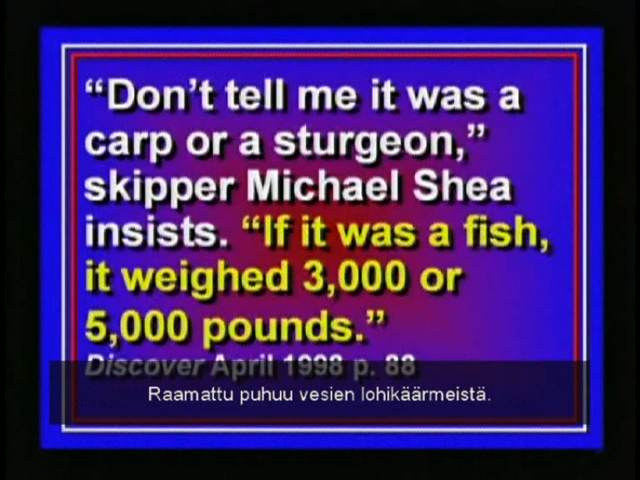 “Don’t tell me it was a
carp or a sturgeon,”
skipper Michael Shea
insists. “If it was a fish,
it weighed 3,000 or
5,000 pounds.”
Discover April 1998 p. 88
Raamattu puhuu vesien lohikäärmeistä.